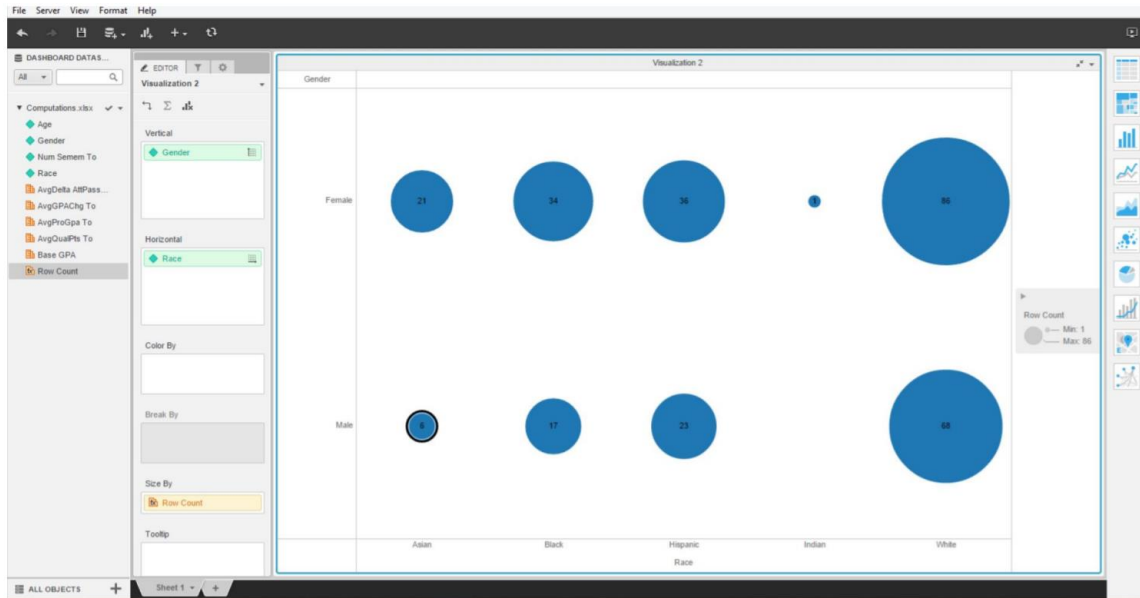 File Server View Format Help
DASHBOARD DATAS...
All
Computations.xlsx
Age
Gender
Num Semem To
Race
AvgDelta AttPass...
AvgGPAChg To
AvgProGpa To
AvgQualPts To
Base GPA
Row Count
ALL OBJECTS
EDITOR
Visualization 2
Vertical
Gender
Horizontal
Race
Color By
Break By
Size By
Row Count
Tooltip
Sheet 1
Visualization 2
Gender
Female 21 34 36 1 86
Male 6 17 23 68
Asian Black Hispanic Indian White
Race
Row Count
Min: 1
Max: 86